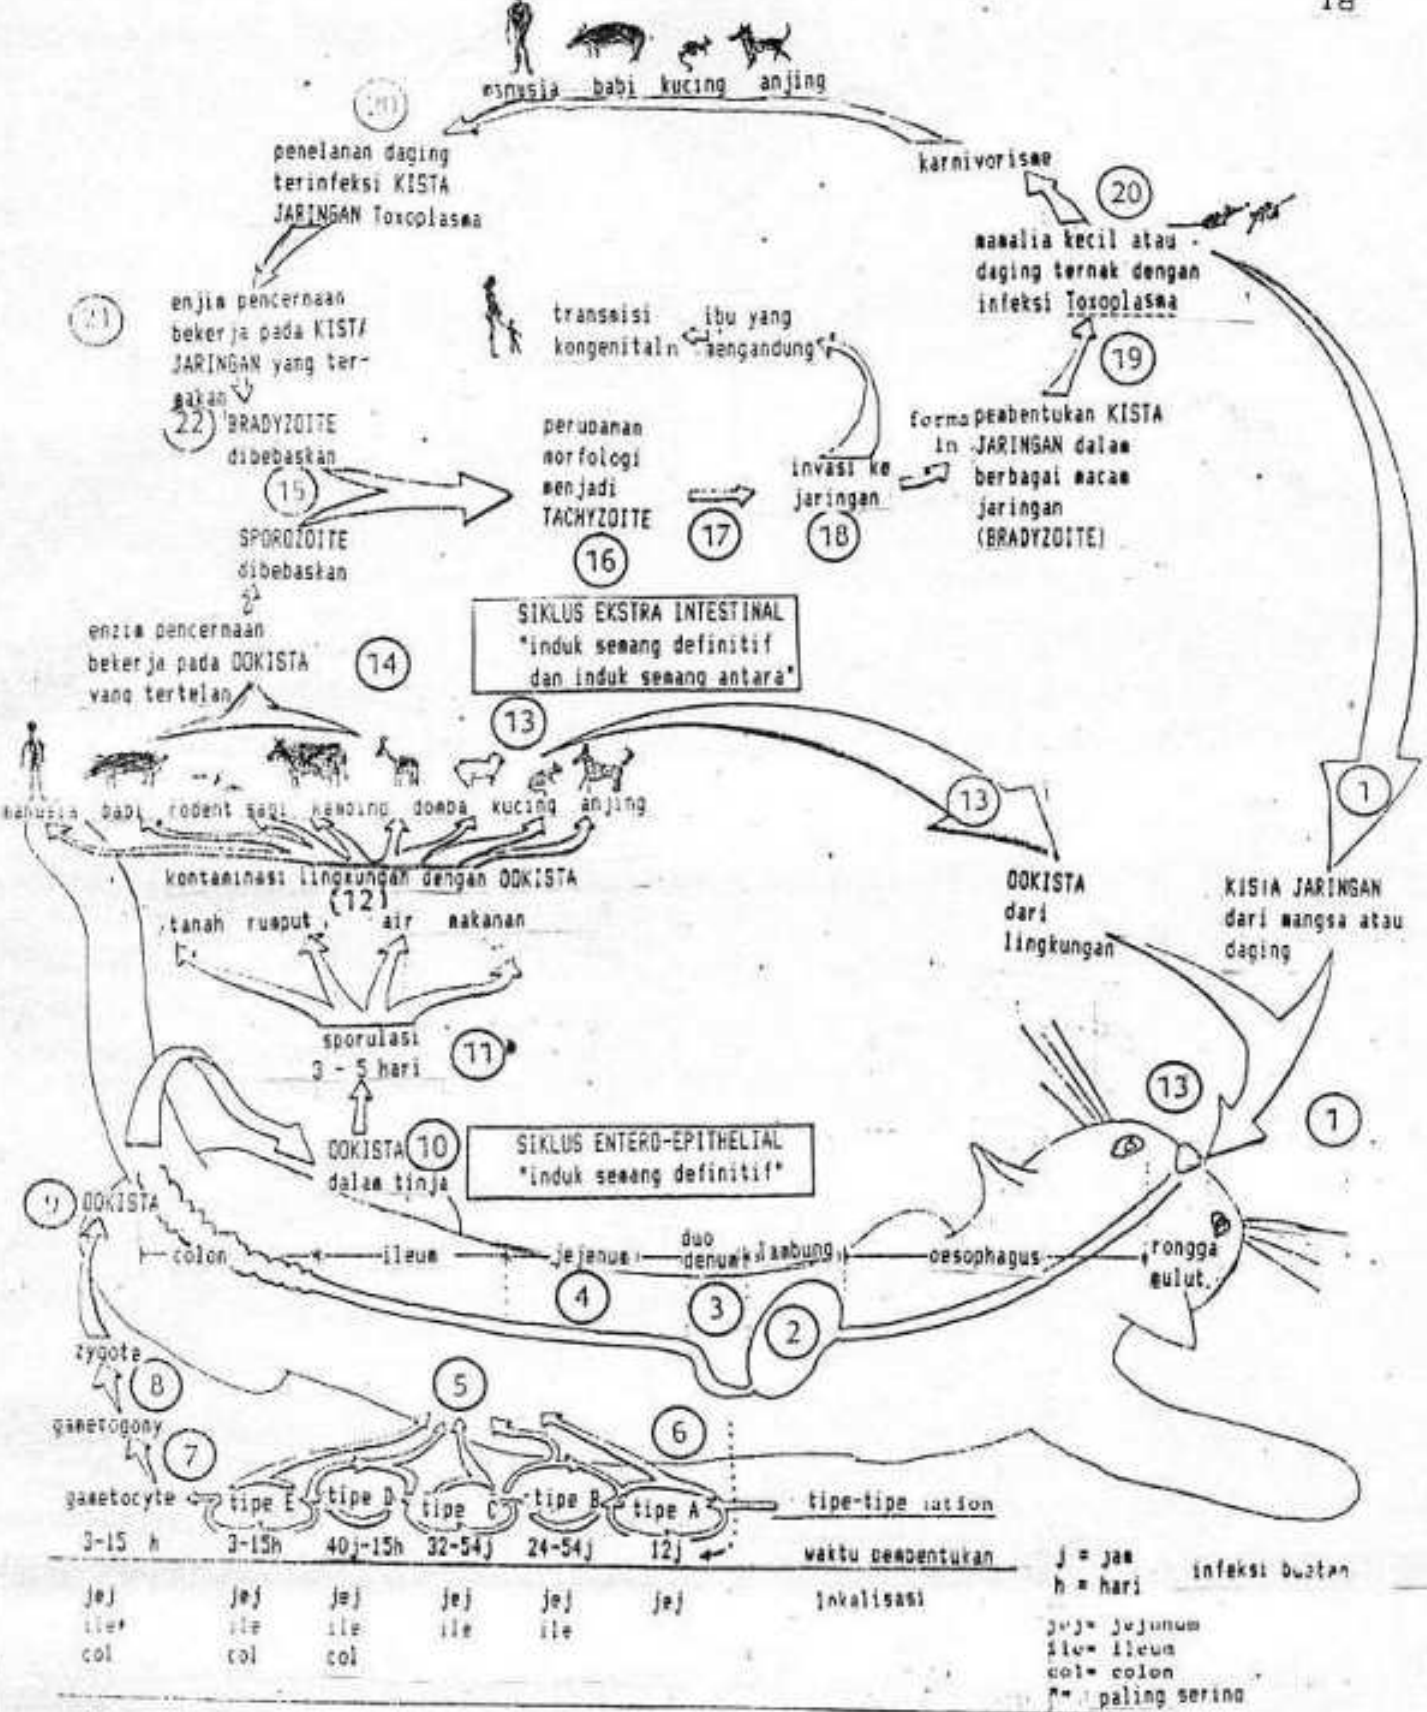 18
manusia babi kucing anjing
penelanan daging
terinfeksi KISTA
JARINGAN Toxoplasma
karnivorisme
20
mamalia kecil atau
daging ternak dengan
infeksi Toxoplasma
21
enjim pencernaan
bekerja pada KISTA
JARINGAN yang ter-
makan
transmisi
kongenital
ibu yang
mengandung
19
22
BRADYZOITE
dibebaskan
15
SPOROZOITE
dibebaskan
perubahan
morfologi
menjadi
TACHYZOITE
16
17
invasi ke
jaringan
18
forma pembentukan KISTA
in JARINGAN dalam
berbagai macam
jaringan
(BRADYZOITE)
enzim pencernaan
bekerja pada OOKISTA
yang tertelan
14
SIKLUS EKSTRA INTESTINAL
"induk semang definitif
dan induk semang antara"
13
manusia babi rodent sapi kambing domba kucing anjing
13
1
kontaminasi lingkungan dengan OOKISTA
(12)
tanah rumput air makanan
OOKISTA
dari
lingkungan
KISTA JARINGAN
dari mangsa atau
daging
sporulasi
3 - 5 hari
11
13
1
OOKISTA
dalam tinja
10
SIKLUS ENTERO-EPITHELIAL
"induk semang definitif"
9
OOKISTA
colon ileum jejenum duo
denum lambung oesophagus rongga
mulut
4
3
2
zygote
8
5
gametogony
7
6
gametocyte tipe E tipe D tipe C tipe B tipe A tipe-tipe
3-15 h 3-15h 40j-15h 32-54j 24-54j 12j waktu pembentukan
jej jej jej jej jej jej lokalisasi
ile* ile ile ile ile
col col col
j = jam
h = hari
infeksi buatan
jej= jejunum
ile= ileum
col= colon
paling sering